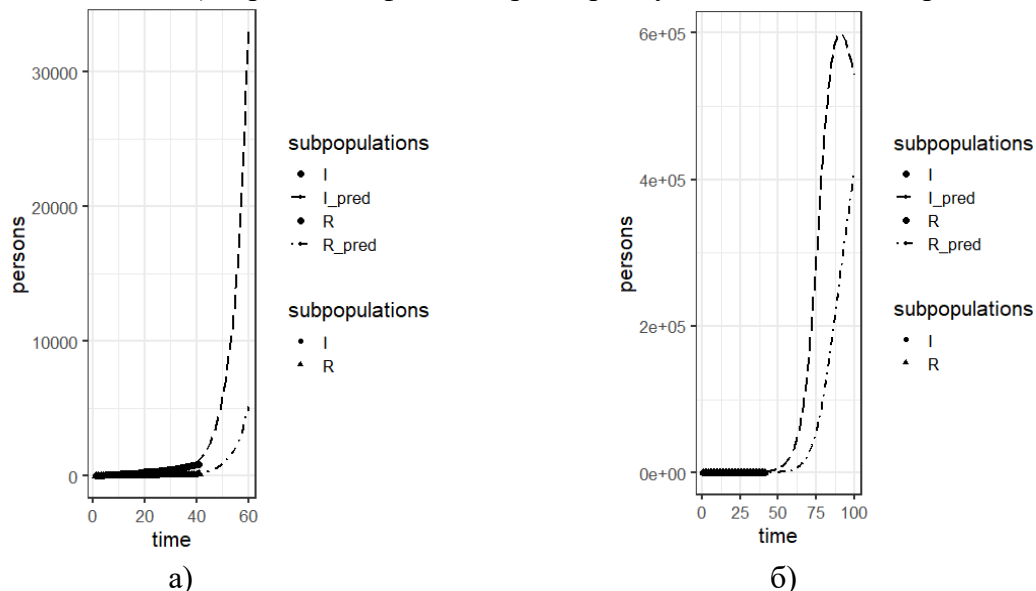 30000
20000
10000
0
0
20
40
60
time
persons
subpopulations
I
I_pred
R
R_pred
subpopulations
I
R
а)
6e+05
4e+05
2e+05
0e+00
0
25
50
75
100
time
persons
subpopulations
I
I_pred
R
R_pred
subpopulations
I
R
б)